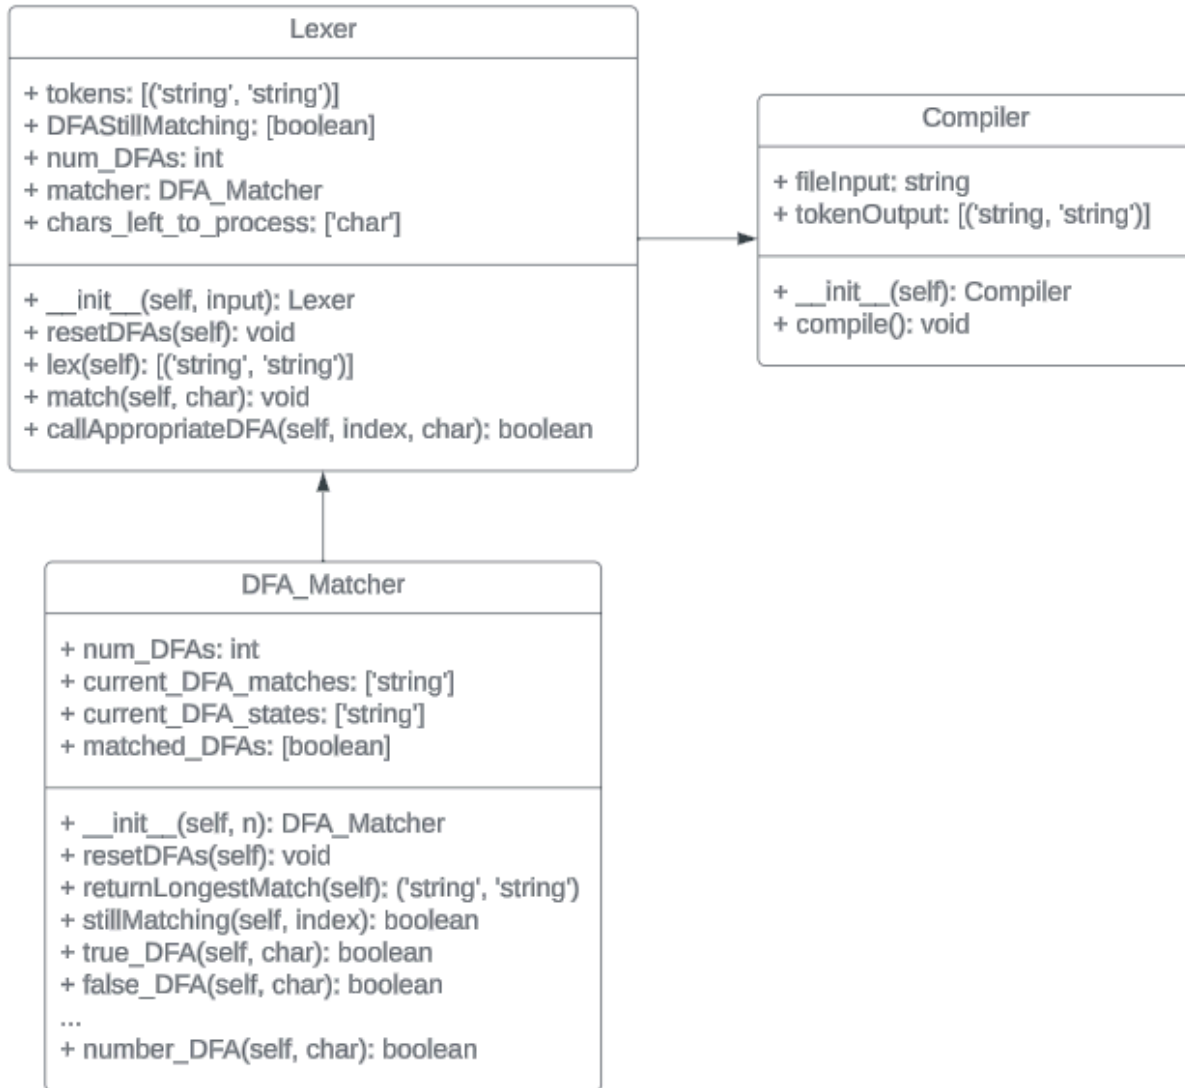 Lexer
+ tokens: [('string', 'string')]
+ DFAStillMatching: [boolean]
+ num_DFAs: int
+ matcher: DFA_Matcher
+ chars_left_to_process: ['char']
+ __init__(self, input): Lexer
+ resetDFAs(self): void
+ lex(self): [('string', 'string')]
+ match(self, char): void
+ callAppropriateDFA(self, index, char): boolean
Compiler
+ fileInput: string
+ tokenOutput: [('string, 'string')]
+ __init__(self): Compiler
+ compile(): void
DFA_Matcher
+ num_DFAs: int
+ current_DFA_matches: ['string']
+ current_DFA_states: ['string']
+ matched_DFAs: [boolean]
+ __init__(self, n): DFA_Matcher
+ resetDFAs(self): void
+ returnLongestMatch(self): ('string', 'string')
+ stillMatching(self, index): boolean
+ true_DFA(self, char): boolean
+ false_DFA(self, char): boolean
...
+ number_DFA(self, char): boolean